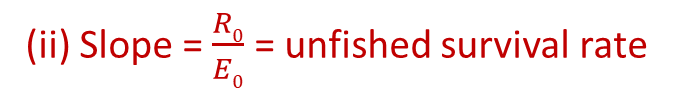 (ii) Slope = R₀/E₀ = unfished survival rate